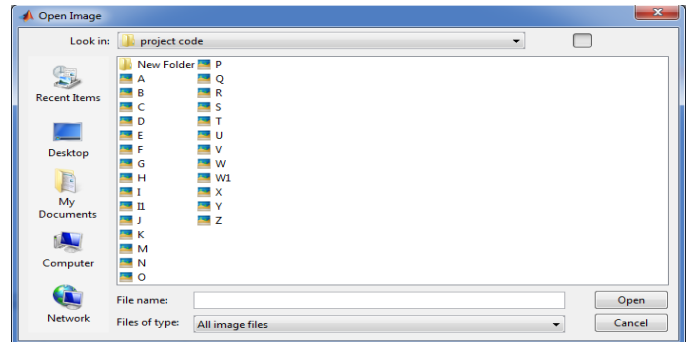 Open Image
Look in:
project code
Recent Items
Desktop
My
Documents
Computer
Network
New Folder
A
B
C
D
E
F
G
H
I
I1
J
K
M
N
O
P
Q
R
S
T
U
V
W
W1
X
Y
Z
File name:
Open
Files of type:
All image files
Cancel